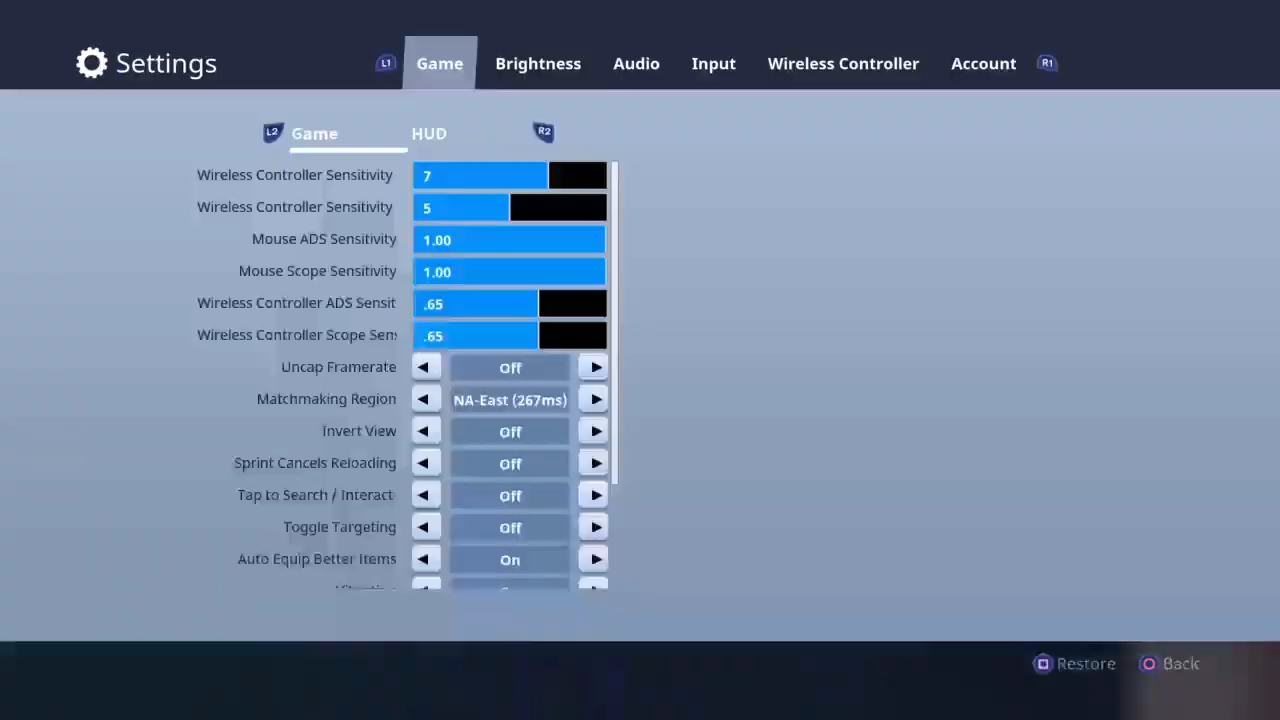 Settings
L1 Game Brightness Audio Input Wireless Controller Account R1
L2 Game HUD R2
Wireless Controller Sensitivity 7
Wireless Controller Sensitivity 5
Mouse ADS Sensitivity 1.00
Mouse Scope Sensitivity 1.00
Wireless Controller ADS Sensit .65
Wireless Controller Scope Sens .65
Uncap Framerate Off
Matchmaking Region NA-East (267ms)
Invert View Off
Sprint Cancels Reloading Off
Tap to Search / Interact Off
Toggle Targeting Off
Auto Equip Better Items On
Restore Back